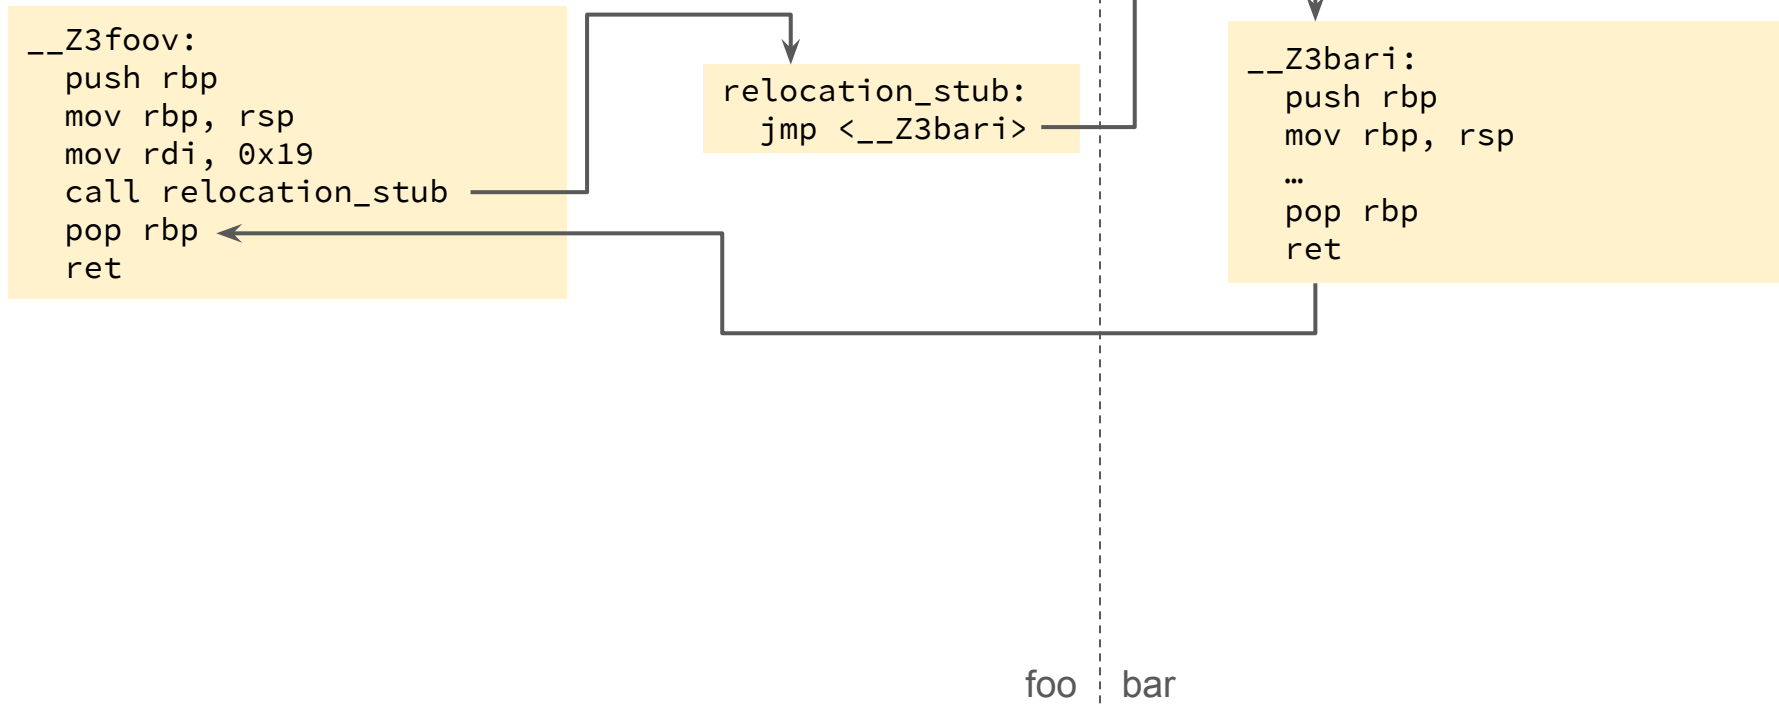 __Z3foov:
  push rbp
  mov rbp, rsp
  mov rdi, 0x19
  call relocation_stub
  pop rbp
  ret
relocation_stub:
  jmp <__Z3bari>
__Z3bari:
  push rbp
  mov rbp, rsp
  …
  pop rbp
  ret
foo
bar